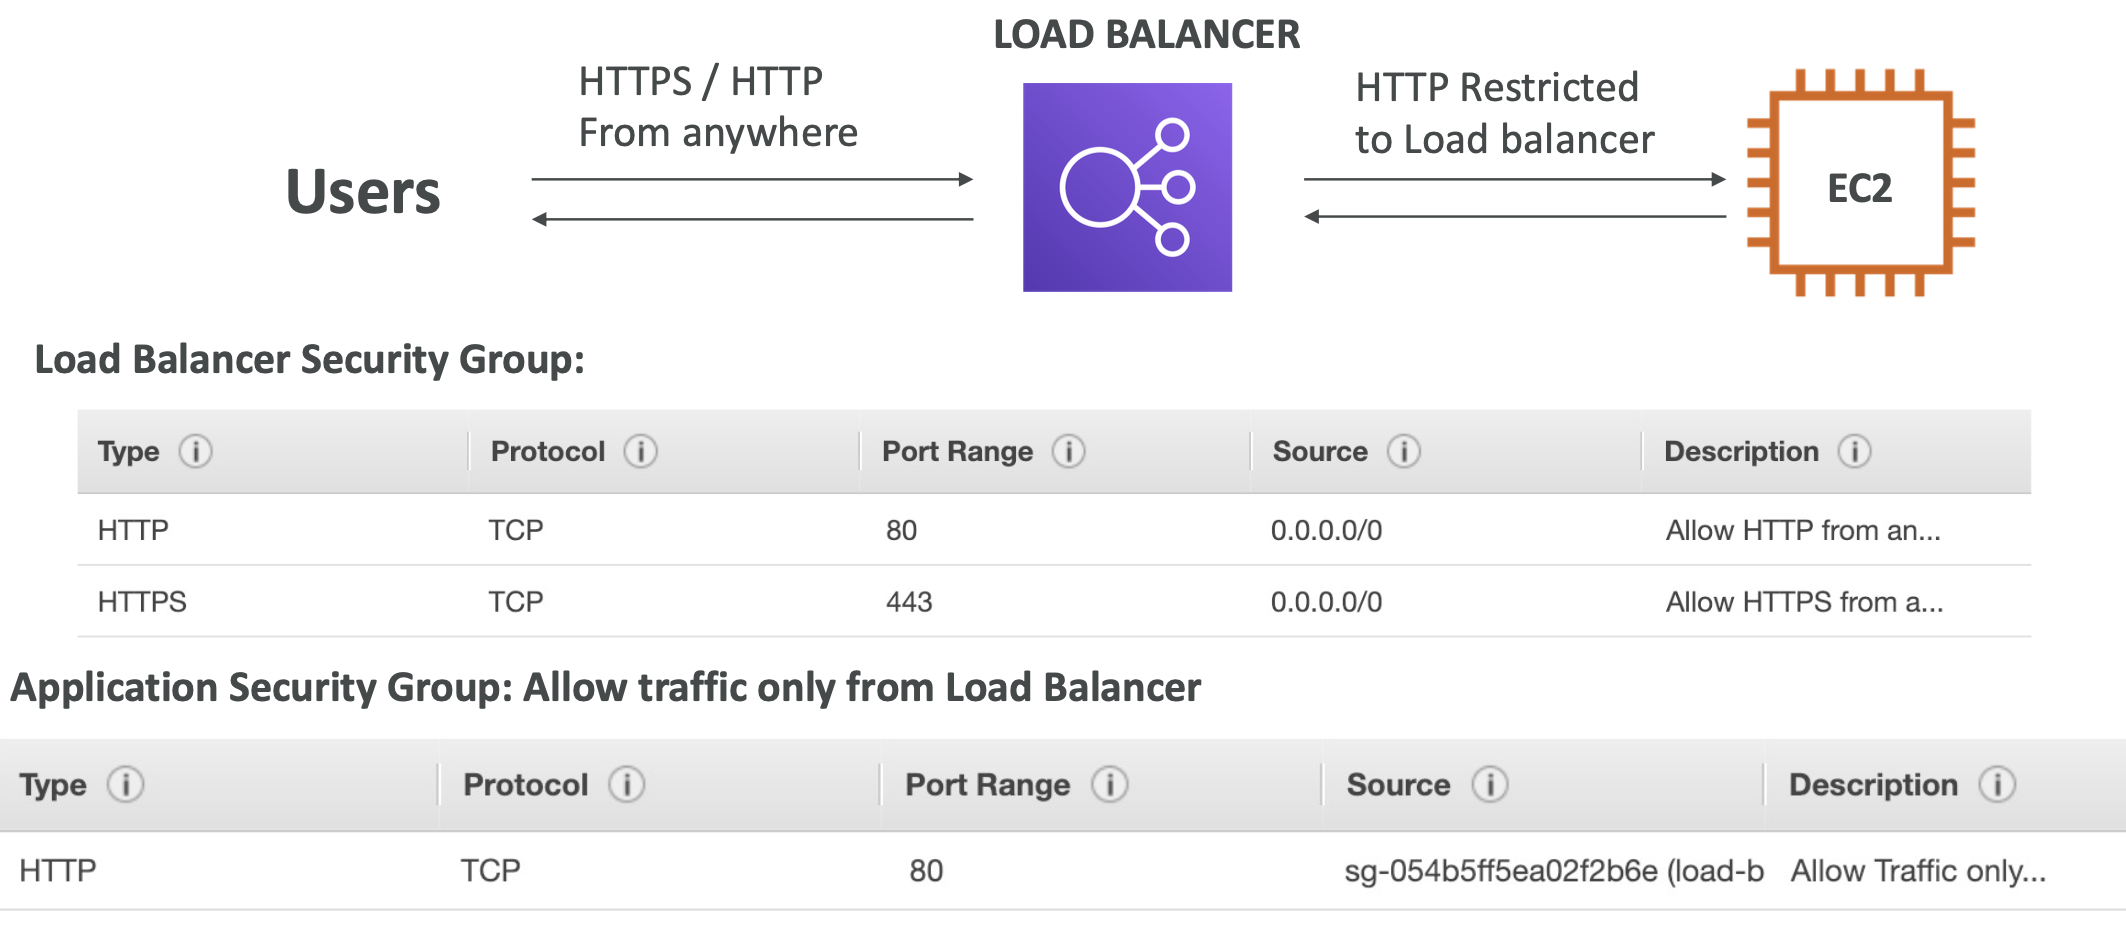 LOAD BALANCER
HTTPS / HTTP
From anywhere
HTTP Restricted
to Load balancer
Users
EC2
Load Balancer Security Group:
Type Protocol Port Range Source Description
HTTP TCP 80 0.0.0.0/0 Allow HTTP from an...
HTTPS TCP 443 0.0.0.0/0 Allow HTTPS from a...
Application Security Group: Allow traffic only from Load Balancer
Type Protocol Port Range Source Description
HTTP TCP 80 sg-054b5ff5ea02f2b6e (load-b Allow Traffic only...